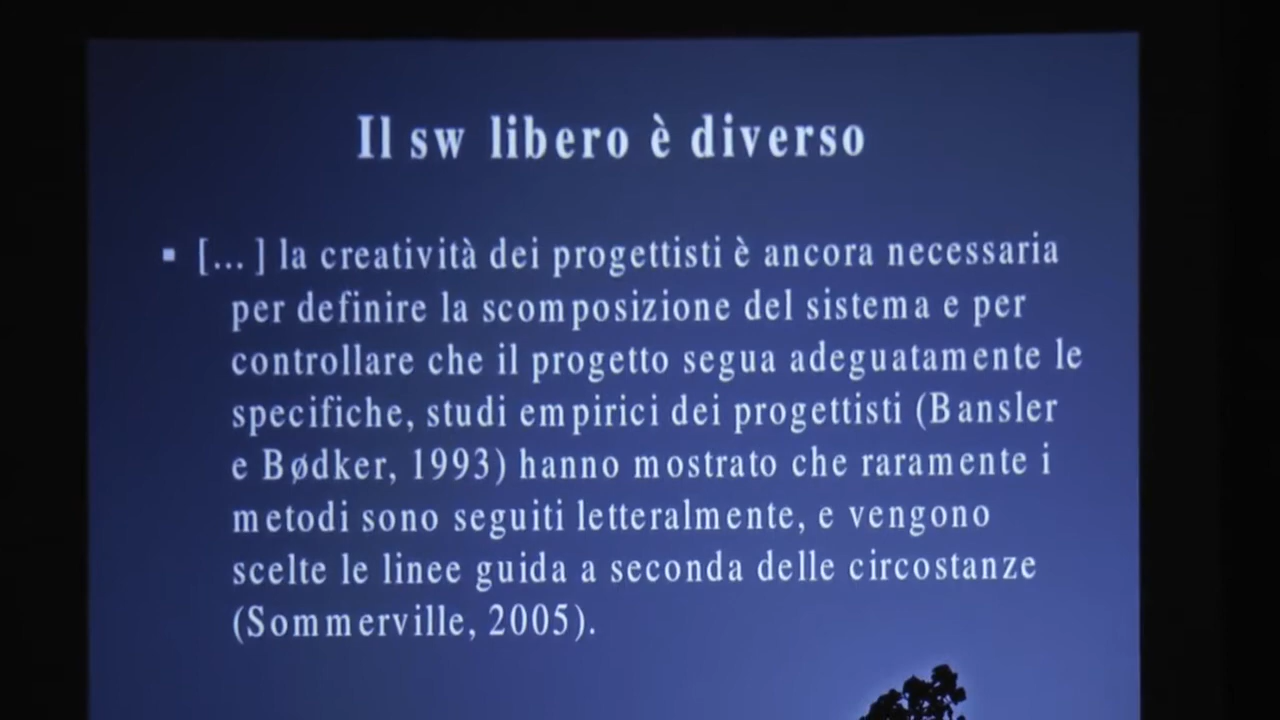 Il sw libero è diverso
▪ [... ] la creatività dei progettisti è ancora necessaria
per definire la scomposizione del sistema e per
controllare che il progetto segua adeguatamente le
specifiche, studi empirici dei progettisti (Bansler
e Bødker, 1993) hanno mostrato che raramente i
metodi sono seguiti letteralmente, e vengono
scelte le linee guida a seconda delle circostanze
(Sommerville, 2005).